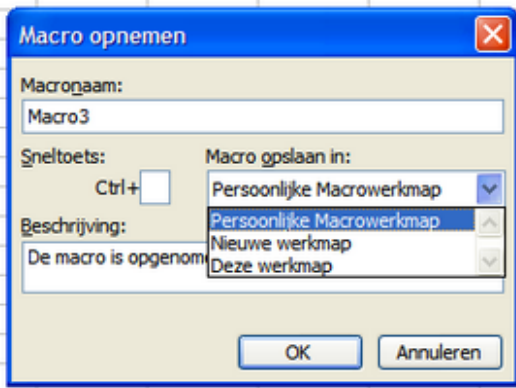 Macro opnemen
Macronaam:
Macro3
Sneltoets: Macro opslaan in:
Ctrl+ Persoonlijke Macrowerkmap
Persoonlijke Macrowerkmap
Beschrijving:
Nieuwe werkmap
De macro is Deze werkmap
OK Annuleren